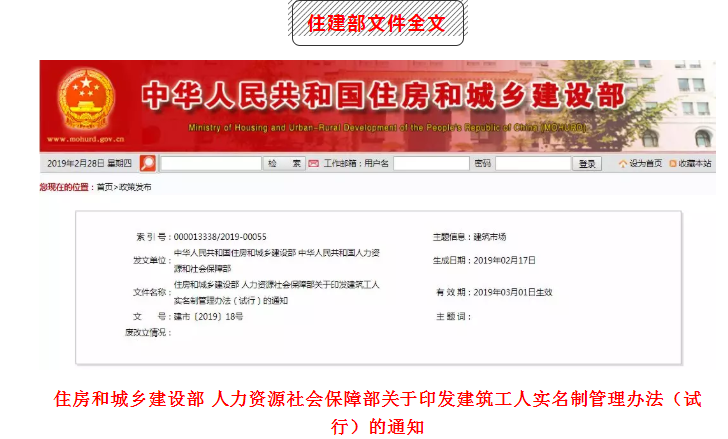 住建部文件全文
中华人民共和国住房和城乡建设部
Ministry of Housing and Urban-Rural Development of the People's Republic of China (MOHURD)
www.mohurd.gov.cn
2019年2月28日 星期四 检 索 工作邮箱：用户名 密码 登录 设为首页 收藏本站
您现在的位置：首页>政策发布
索 引 号：000013338/2019-00055 主题信息：建筑市场
发文单位：中华人民共和国住房和城乡建设部 中华人民共和国人力资
源和社会保障部 生成日期：2019年02月17日
文件名称：住房和城乡建设部 人力资源社会保障部关于印发建筑工人
实名制管理办法（试行）的通知 有 效 期：2019年03月01日生效
文 号：建市〔2019〕18号 主 题 词：
废改立情况：
住房和城乡建设部 人力资源社会保障部关于印发建筑工人实名制管理办法（试
行）的通知